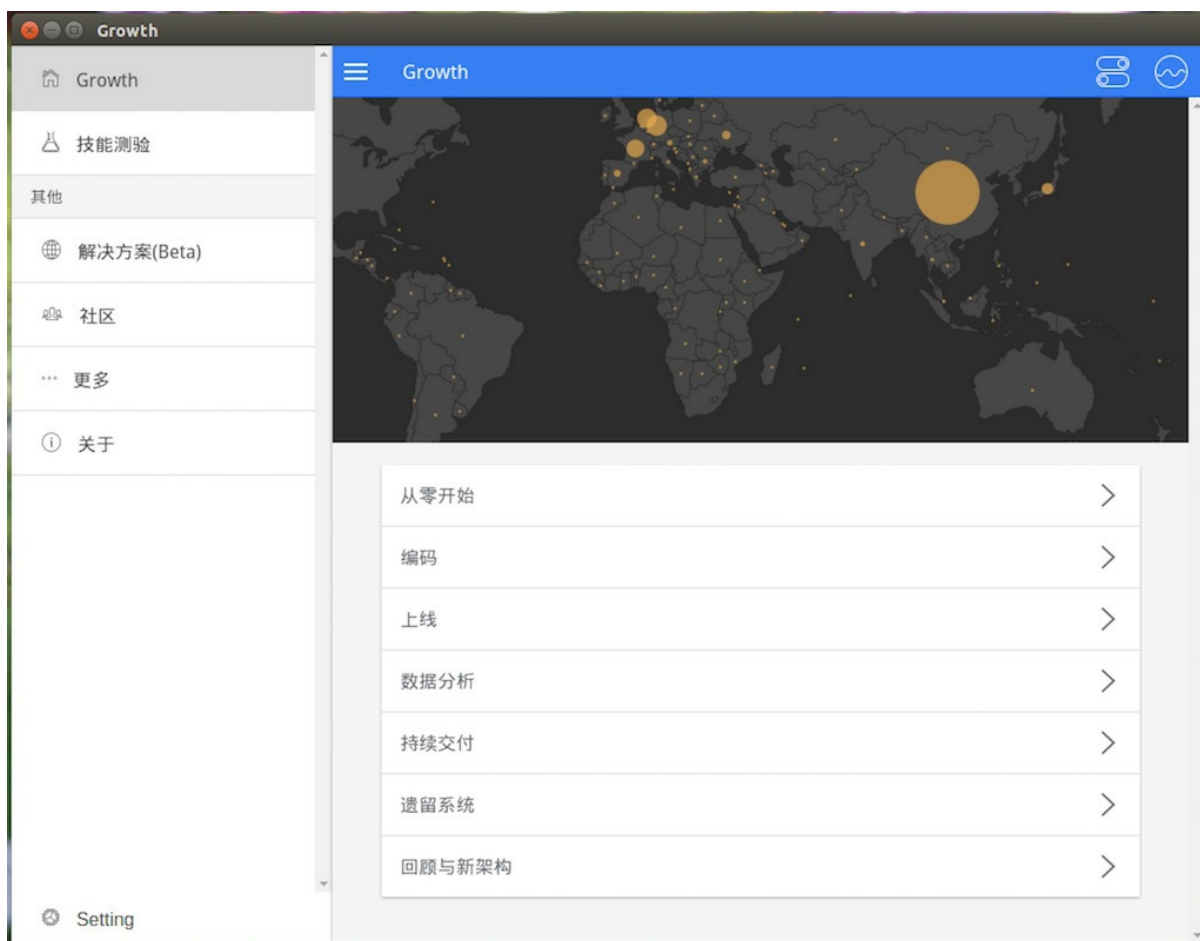 Growth
Growth
技能测验
其他
解决方案(Beta)
社区
更多
关于
Setting
Growth
从零开始
编码
上线
数据分析
持续交付
遗留系统
回顾与新架构